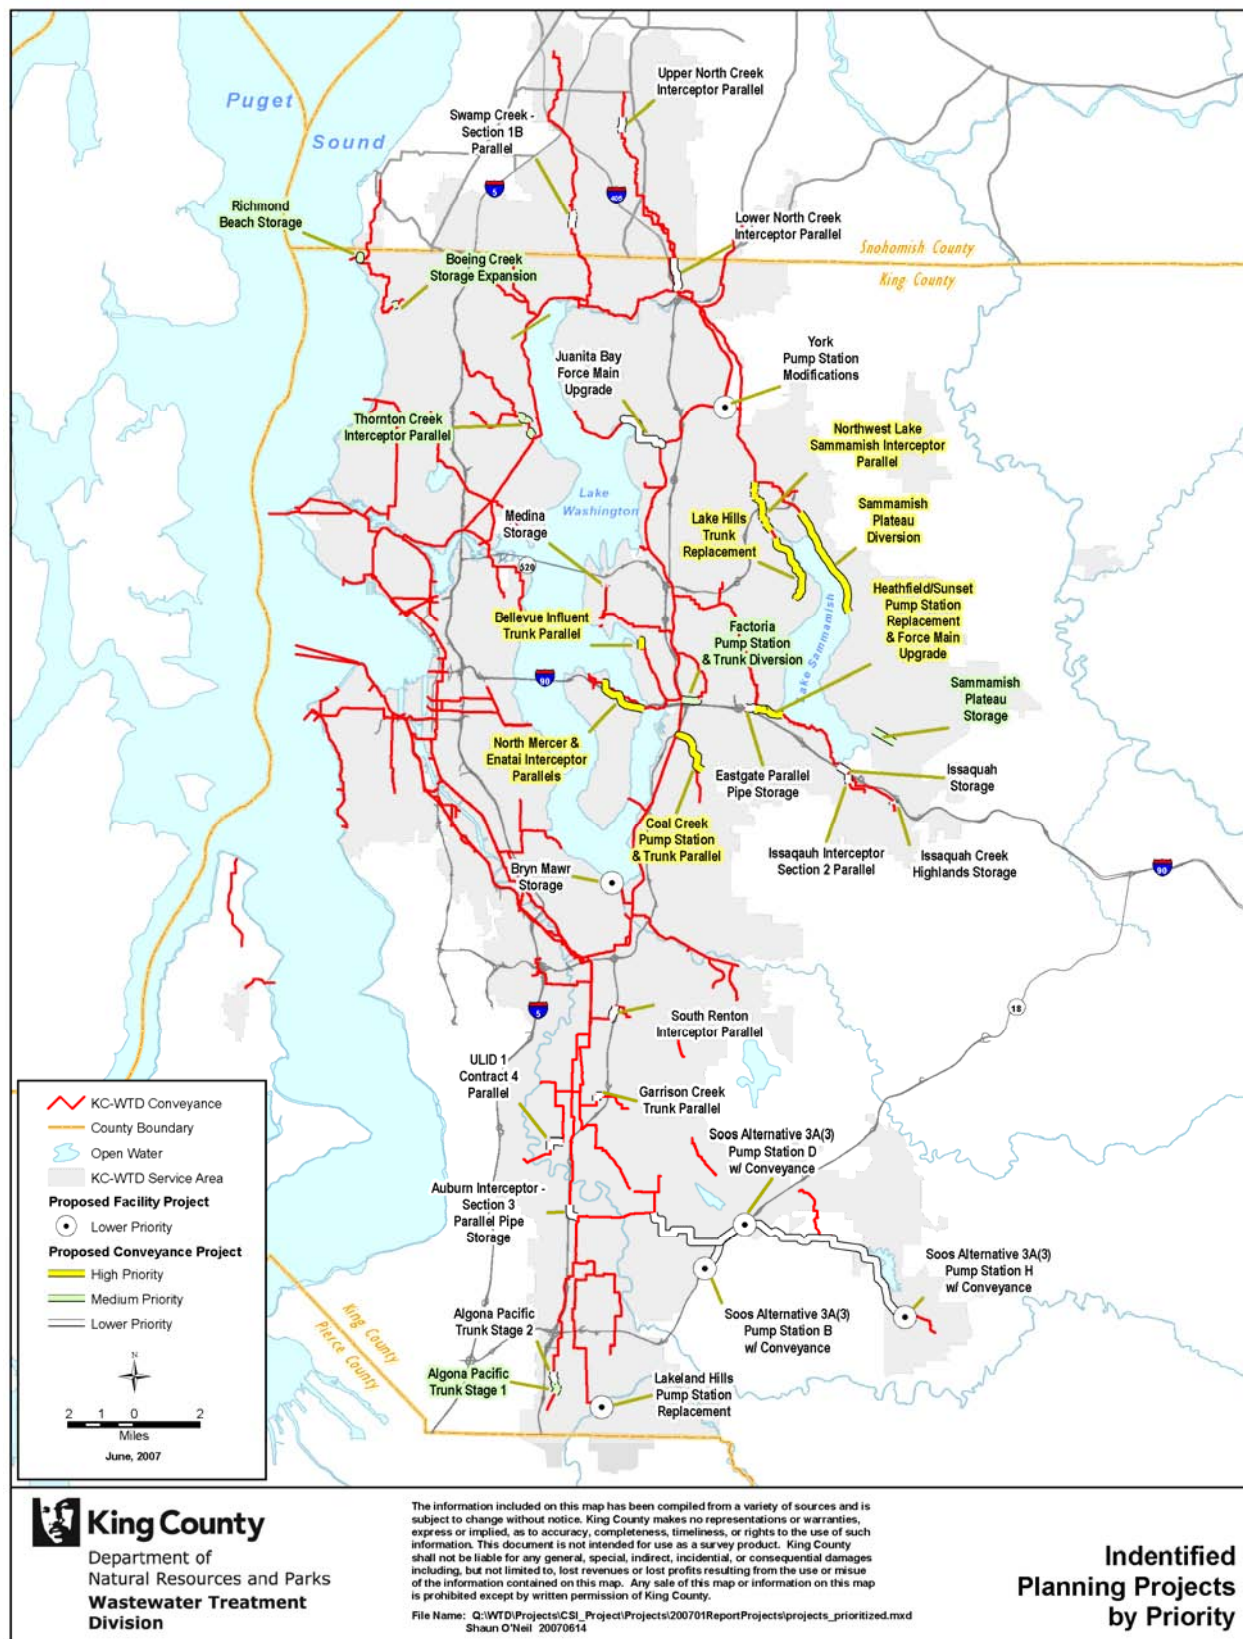 Puget
Sound
Upper North Creek
Interceptor Parallel
Swamp Creek -
Section 1B
Parallel
5
405
Richmond
Beach Storage
Lower North Creek
Interceptor Parallel
Snohomish County
King County
Boeing Creek
Storage Expansion
Juanita Bay
Force Main
Upgrade
York
Pump Station
Modifications
Thornton Creek
Interceptor Parallel
Northwest Lake
Sammamish Interceptor
Parallel
Lake
Washington
Medina
Storage
Lake Hills
Trunk
Replacement
Sammamish
Plateau
Diversion
520
Bellevue Influent
Trunk Parallel
Factoria
Pump Station
& Trunk Diversion
Lake Sammamish
Heathfield/Sunset
Pump Station
Replacement
& Force Main
Upgrade
90
Sammamish
Plateau
Storage
North Mercer &
Enatai Interceptor
Parallels
Eastgate Parallel
Pipe Storage
Issaquah
Storage
Coal Creek
Pump Station
& Trunk Parallel
Issaqauh Interceptor
Section 2 Parallel
Issaquah Creek
Highlands Storage
90
Bryn Mawr
Storage
5
18
South Renton
Interceptor Parallel
ULID 1
Contract 4
Parallel
Garrison Creek
Trunk Parallel
Soos Alternative 3A(3)
Pump Station D
w/ Conveyance
Auburn Interceptor -
Section 3
Parallel Pipe
Storage
Soos Alternative 3A(3)
Pump Station H
w/ Conveyance
Soos Alternative 3A(3)
Pump Station B
w/ Conveyance
King County
Pierce County
Algona Pacific
Trunk Stage 2
Algona Pacific
Trunk Stage 1
Lakeland Hills
Pump Station
Replacement
KC-WTD Conveyance
County Boundary
Open Water
KC-WTD Service Area
Proposed Facility Project
Lower Priority
Proposed Conveyance Project
High Priority
Medium Priority
Lower Priority
N
2 1 0 2
Miles
June, 2007
King County
Department of
Natural Resources and Parks
Wastewater Treatment
Division
The information included on this map has been compiled from a variety of sources and is
subject to change without notice. King County makes no representations or warranties,
express or implied, as to accuracy, completeness, timeliness, or rights to the use of such
information. This document is not intended for use as a survey product. King County
shall not be liable for any general, special, indirect, incidental, or consequential damages
including, but not limited to, lost revenues or lost profits resulting from the use or misue
of the information contained on this map. Any sale of this map or information on this map
is prohibited except by written permission of King County.
File Name: Q:\WTD\Projects\CSI_Project\Projects\200701ReportProjects\projects_prioritized.mxd
Shaun O'Neil 20070614
Indentified
Planning Projects
by Priority